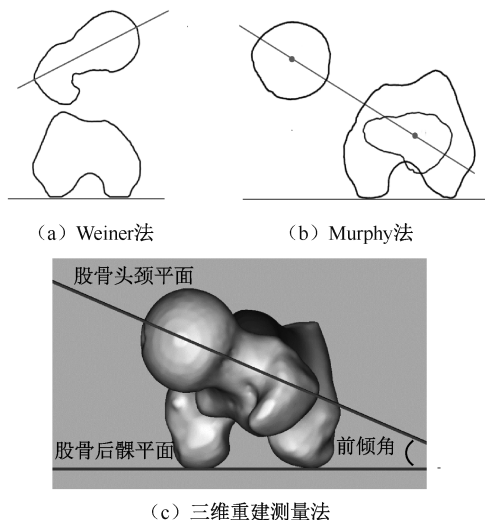 （a）Weiner法
（b）Murphy法
股骨头颈平面
股骨后髁平面
前倾角
（c）三维重建测量法